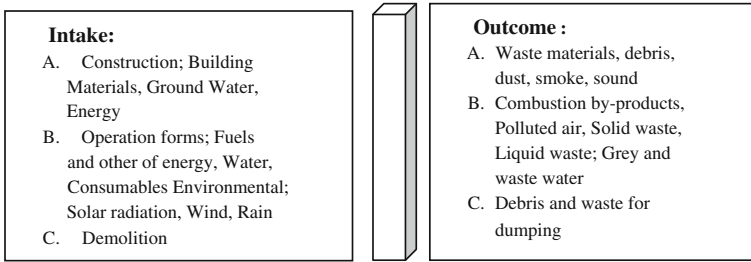 Intake:
A. Construction; Building
Materials, Ground Water,
Energy
B. Operation forms; Fuels
and other of energy, Water,
Consumables Environmental;
Solar radiation, Wind, Rain
C. Demolition
Outcome :
A. Waste materials, debris,
dust, smoke, sound
B. Combustion by-products,
Polluted air, Solid waste,
Liquid waste; Grey and
waste water
C. Debris and waste for
dumping